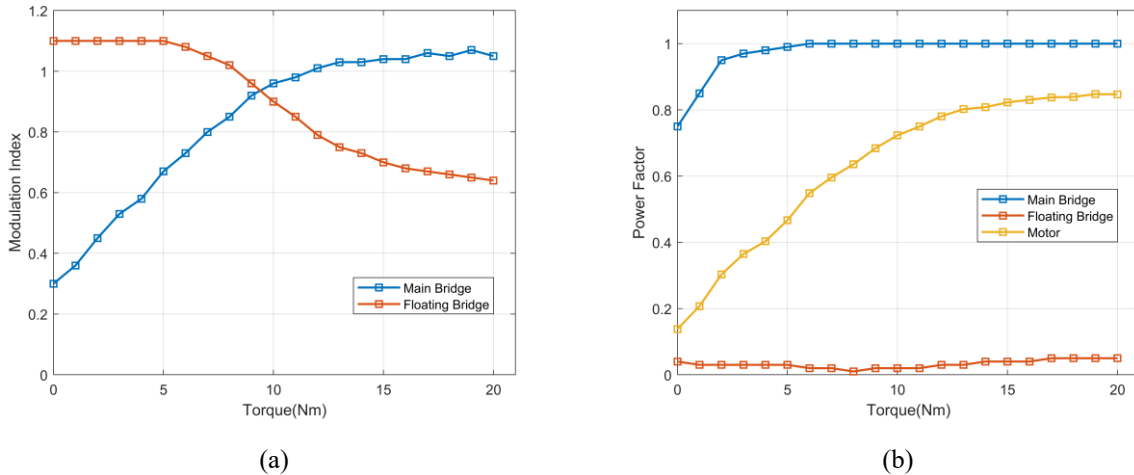 1.2
1
0.8
0.6
0.4
0.2
0
Modulation Index
0 5 10 15 20
Torque(Nm)
Main Bridge
Floating Bridge
(a)
1
0.8
0.6
0.4
0.2
0
Power Factor
0 5 10 15 20
Torque(Nm)
Main Bridge
Floating Bridge
Motor
(b)